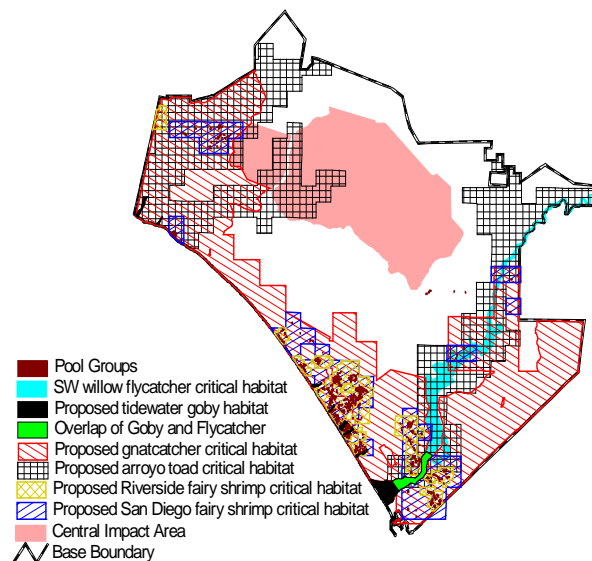 Pool Groups
SW willow flycatcher critical habitat
Proposed tidewater goby habitat
Overlap of Goby and Flycatcher
Proposed gnatcatcher critical habitat
Proposed arroyo toad critical habitat
Proposed Riverside fairy shrimp critical habitat
Proposed San Diego fairy shrimp critical habitat
Central Impact Area
Base Boundary